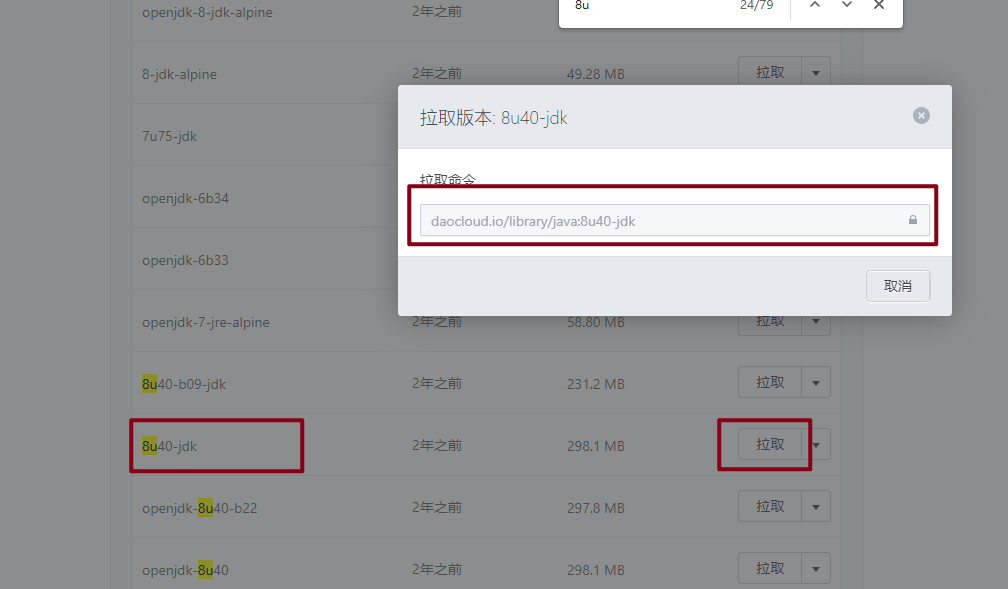 8u 24/79
openjdk-8-jdk-alpine 2年之前
8-jdk-alpine 2年之前 49.28 MB 拉取
拉取版本: 8u40-jdk
7u75-jdk
拉取命令
openjdk-6b34
daocloud.io/library/java:8u40-jdk
openjdk-6b33
取消
openjdk-7-jre-alpine 2年之前 58.80 MB 拉取
8u40-b09-jdk 2年之前 231.2 MB 拉取
8u40-jdk 2年之前 298.1 MB 拉取
openjdk-8u40-b22 2年之前 297.8 MB 拉取
openjdk-8u40 2年之前 298.1 MB 拉取